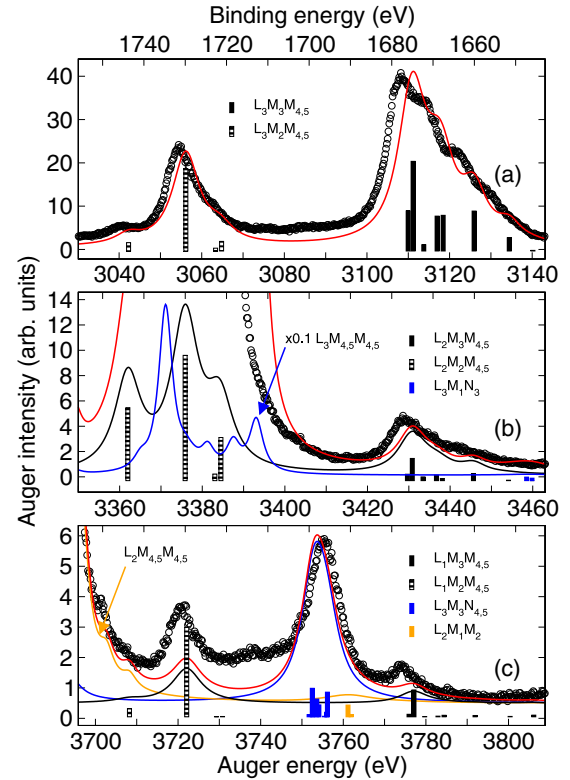 Binding energy (eV)
1740 1720 1700 1680 1660
40
30
20
10
0
L₃M₃M₄,₅
L₃M₂M₄,₅
(a)
3040 3060 3080 3100 3120 3140
14
12
10
8
6
4
2
0
x0.1 L₃M₄,₅M₄,₅
L₂M₃M₄,₅
L₂M₂M₄,₅
L₃M₁N₃
(b)
3360 3380 3400 3420 3440 3460
Auger intensity (arb. units)
6
5
4
3
2
1
0
L₂M₄,₅M₄,₅
L₁M₃M₄,₅
L₁M₂M₄,₅
L₃M₃N₄,₅
L₂M₁M₂
(c)
3700 3720 3740 3760 3780 3800
Auger energy (eV)